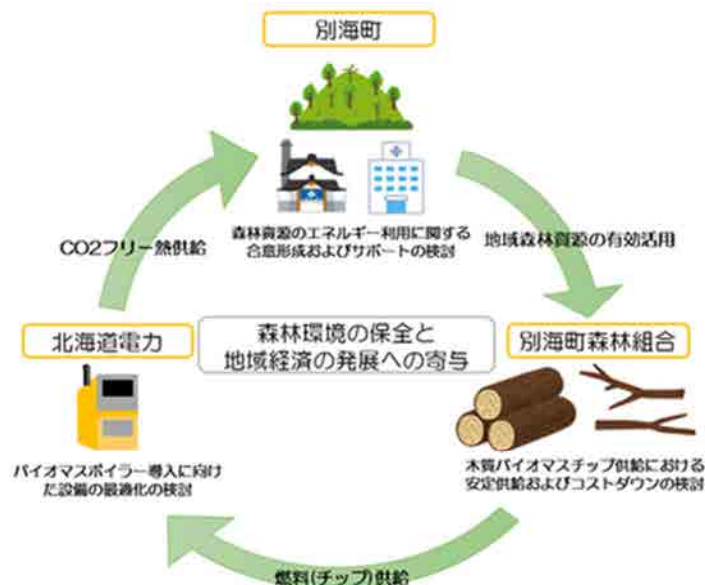 別海町
森林資源のエネルギー利用に関する
合意形成およびサポートの検討
CO2フリー熱供給
地域森林資源の有効活用
北海道電力
森林環境の保全と
地域経済の発展への寄与
別海町森林組合
バイオマスボイラー導入に向け
た設備の最適化の検討
木質バイオマスチップ供給における
安定供給およびコストダウンの検討
燃料(チップ)供給